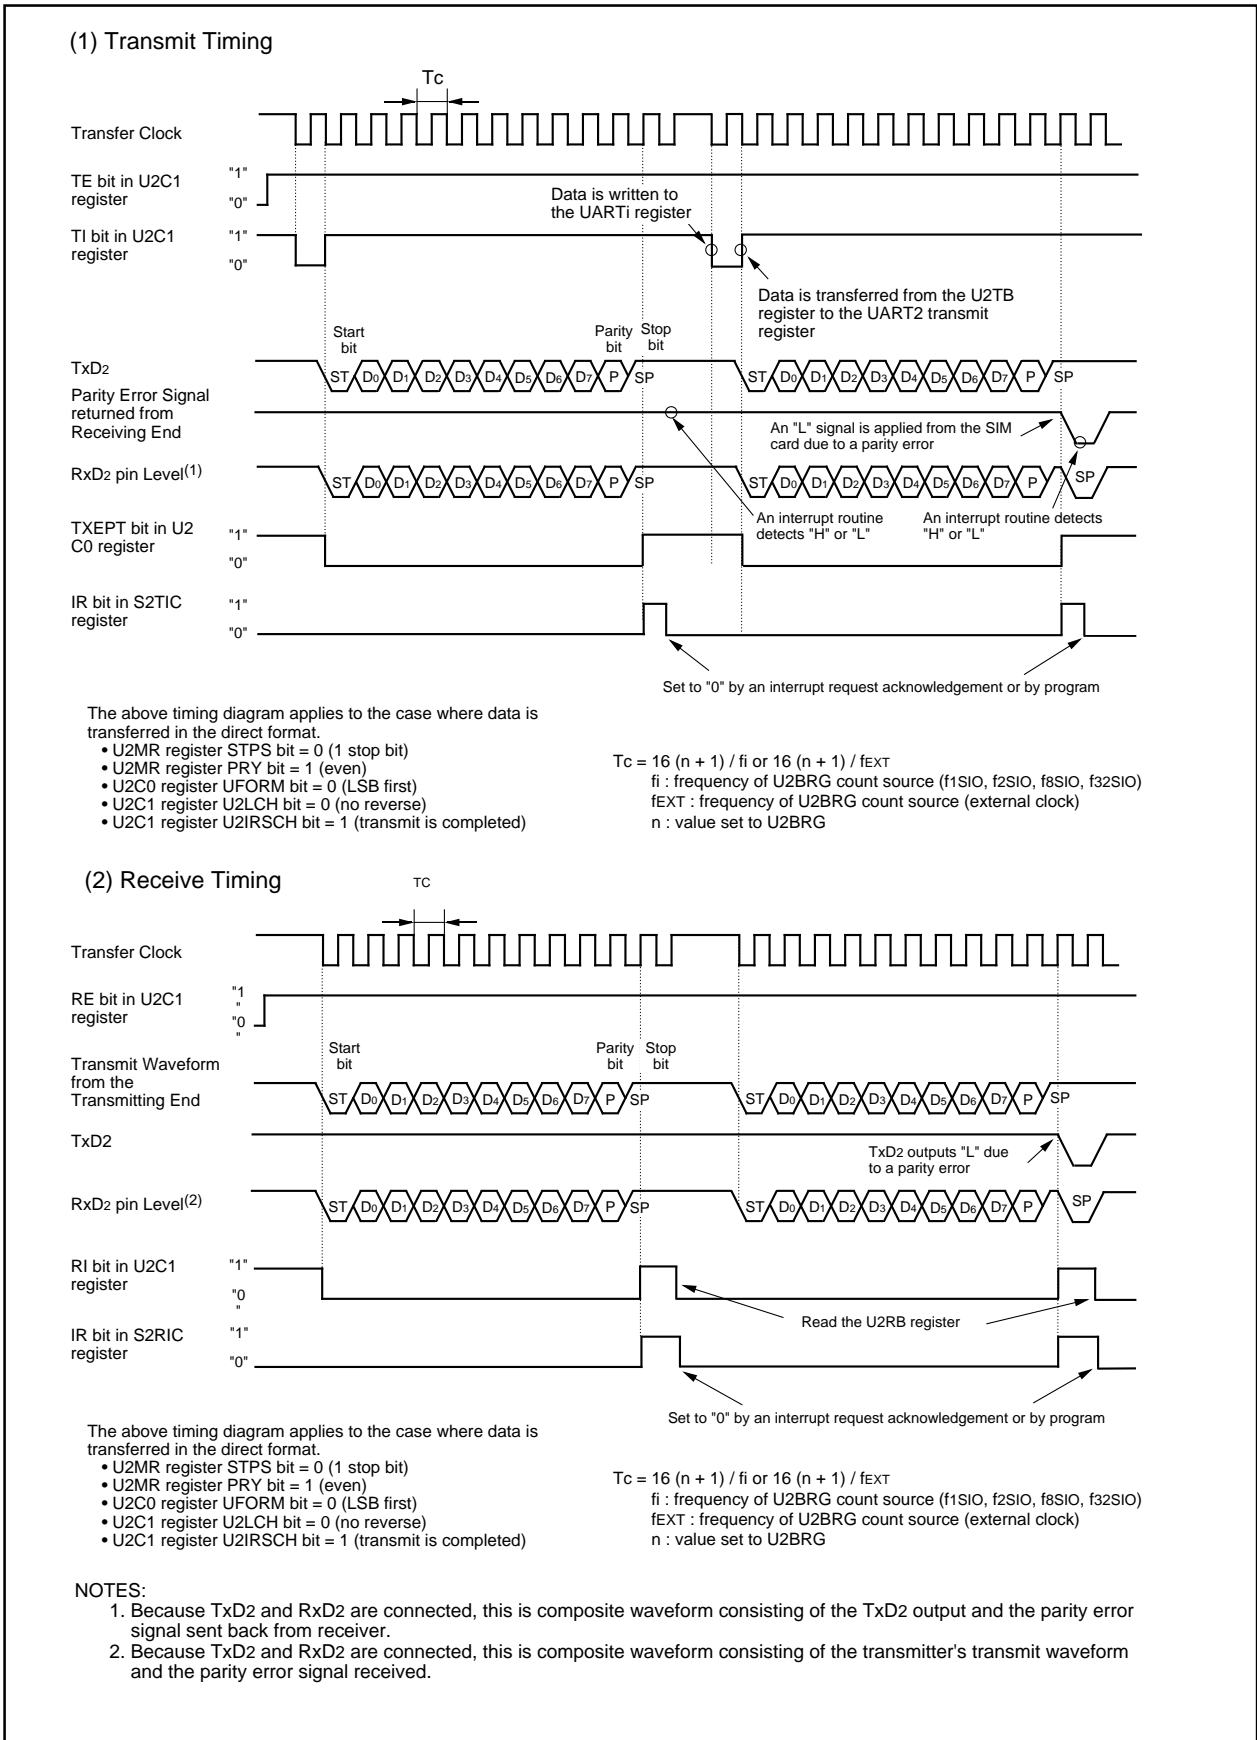 (1) Transmit Timing
Tc
Transfer Clock
TE bit in U2C1
register
"1"
"0"
Data is written to
the UARTi register
TI bit in U2C1
register
"1"
"0"
Data is transferred from the U2TB
register to the UART2 transmit
register
Start
bit
Parity
bit
Stop
bit
TxD2
ST D0 D1 D2 D3 D4 D5 D6 D7 P SP
ST D0 D1 D2 D3 D4 D5 D6 D7 P SP
Parity Error Signal
returned from
Receiving End
An "L" signal is applied from the SIM
card due to a parity error
RxD2 pin Level(1)
ST D0 D1 D2 D3 D4 D5 D6 D7 P SP
ST D0 D1 D2 D3 D4 D5 D6 D7 P SP
An interrupt routine
detects "H" or "L"
An interrupt routine detects
"H" or "L"
TXEPT bit in U2
C0 register
"1"
"0"
IR bit in S2TIC
register
"1"
"0"
Set to "0" by an interrupt request acknowledgement or by program
The above timing diagram applies to the case where data is
transferred in the direct format.
• U2MR register STPS bit = 0 (1 stop bit)
• U2MR register PRY bit = 1 (even)
• U2C0 register UFORM bit = 0 (LSB first)
• U2C1 register U2LCH bit = 0 (no reverse)
• U2C1 register U2IRSCH bit = 1 (transmit is completed)
Tc = 16 (n + 1) / fi or 16 (n + 1) / fEXT
fi : frequency of U2BRG count source (f1SIO, f2SIO, f8SIO, f32SIO)
fEXT : frequency of U2BRG count source (external clock)
n : value set to U2BRG
(2) Receive Timing
TC
Transfer Clock
RE bit in U2C1
register
"1
"
"0
"
Start
bit
Parity
bit
Stop
bit
Transmit Waveform
from the
Transmitting End
ST D0 D1 D2 D3 D4 D5 D6 D7 P SP
ST D0 D1 D2 D3 D4 D5 D6 D7 P SP
TxD2
TxD2 outputs "L" due
to a parity error
RxD2 pin Level(2)
ST D0 D1 D2 D3 D4 D5 D6 D7 P SP
ST D0 D1 D2 D3 D4 D5 D6 D7 P SP
RI bit in U2C1
register
"1"
"0
"
Read the U2RB register
IR bit in S2RIC
register
"1"
"0"
Set to "0" by an interrupt request acknowledgement or by program
The above timing diagram applies to the case where data is
transferred in the direct format.
• U2MR register STPS bit = 0 (1 stop bit)
• U2MR register PRY bit = 1 (even)
• U2C0 register UFORM bit = 0 (LSB first)
• U2C1 register U2LCH bit = 0 (no reverse)
• U2C1 register U2IRSCH bit = 1 (transmit is completed)
Tc = 16 (n + 1) / fi or 16 (n + 1) / fEXT
fi : frequency of U2BRG count source (f1SIO, f2SIO, f8SIO, f32SIO)
fEXT : frequency of U2BRG count source (external clock)
n : value set to U2BRG
NOTES:
1. Because TxD2 and RxD2 are connected, this is composite waveform consisting of the TxD2 output and the parity error
signal sent back from receiver.
2. Because TxD2 and RxD2 are connected, this is composite waveform consisting of the transmitter's transmit waveform
and the parity error signal received.